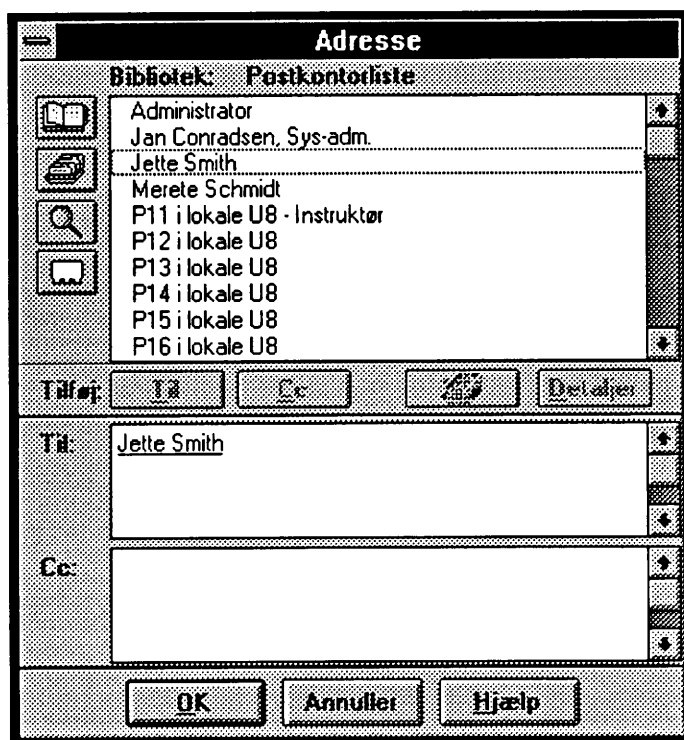 Adresse
Bibliotek: Postkontorliste
Administrator
Jan Conradsen, Sys-adm.
Jette Smith
Merete Schmidt
P11 i lokale U8 - Instruktør
P12 i lokale U8
P13 i lokale U8
P14 i lokale U8
P15 i lokale U8
P16 i lokale U8
Tilføj: Til Cc Detaljer
Til: Jette Smith
Cc:
OK Annuller Hjælp